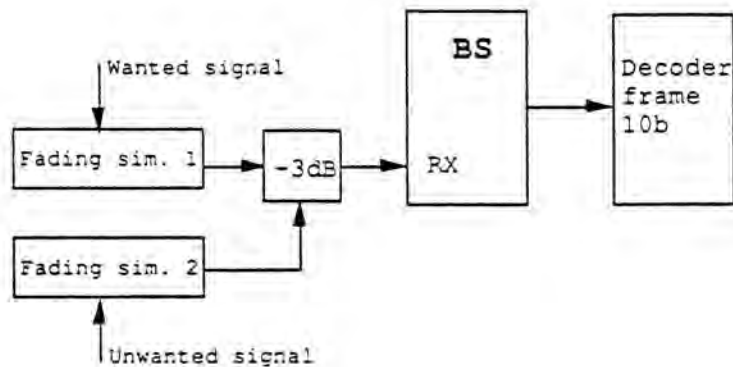 Wanted signal
Fading sim. 1
-3dB
BS
RX
Decoder
frame
10b
Fading sim. 2
Unwanted signal